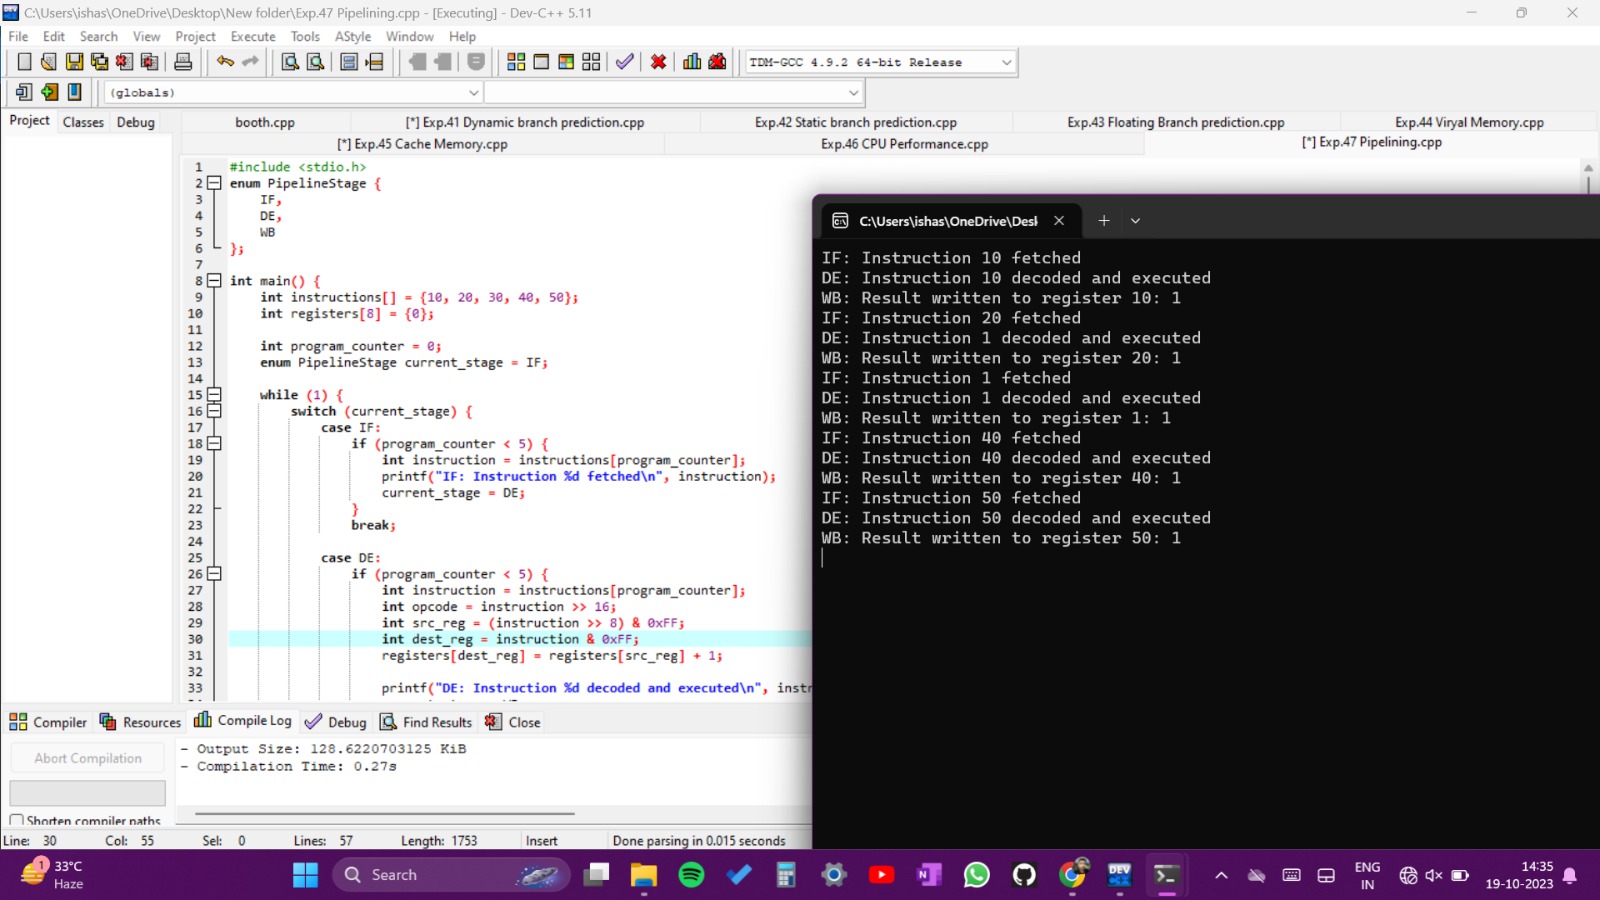 C:\Users\ishas\OneDrive\Desktop\New folder\Exp.47 Pipelining.cpp - [Executing] - Dev-C++ 5.11
File Edit Search View Project Execute Tools AStyle Window Help
TDM-GCC 4.9.2 64-bit Release
(globals)
Project Classes Debug
booth.cpp [*] Exp.41 Dynamic branch prediction.cpp Exp.42 Static branch prediction.cpp Exp.43 Floating Branch prediction.cpp Exp.44 Viryal Memory.cpp
[*] Exp.45 Cache Memory.cpp Exp.46 CPU Performance.cpp [*] Exp.47 Pipelining.cpp
1 #include <stdio.h>
2 enum PipelineStage {
3 IF,
4 DE,
5 WB
6 };
7
8 int main() {
9 int instructions[] = {10, 20, 30, 40, 50};
10 int registers[8] = {0};
11
12 int program_counter = 0;
13 enum PipelineStage current_stage = IF;
14
15 while (1) {
16 switch (current_stage) {
17 case IF:
18 if (program_counter < 5) {
19 int instruction = instructions[program_counter];
20 printf("IF: Instruction %d fetched\n", instruction);
21 current_stage = DE;
22 }
23 break;
24
25 case DE:
26 if (program_counter < 5) {
27 int instruction = instructions[program_counter];
28 int opcode = instruction >> 16;
29 int src_reg = (instruction >> 8) & 0xFF;
30 int dest_reg = instruction & 0xFF;
31 registers[dest_reg] = registers[src_reg] + 1;
32
33 printf("DE: Instruction %d decoded and executed\n", instr
C:\Users\ishas\OneDrive\Desl
IF: Instruction 10 fetched
DE: Instruction 10 decoded and executed
WB: Result written to register 10: 1
IF: Instruction 20 fetched
DE: Instruction 1 decoded and executed
WB: Result written to register 20: 1
IF: Instruction 1 fetched
DE: Instruction 1 decoded and executed
WB: Result written to register 1: 1
IF: Instruction 40 fetched
DE: Instruction 40 decoded and executed
WB: Result written to register 40: 1
IF: Instruction 50 fetched
DE: Instruction 50 decoded and executed
WB: Result written to register 50: 1
Compiler Resources Compile Log Debug Find Results Close
Abort Compilation
Shorten compiler paths
- Output Size: 128.6220703125 KiB
- Compilation Time: 0.27s
Line: 30 Col: 55 Sel: 0 Lines: 57 Length: 1753 Insert Done parsing in 0.015 seconds
1
33°C
Haze
Search
N
DEV
ENG
IN
14:35
19-10-2023